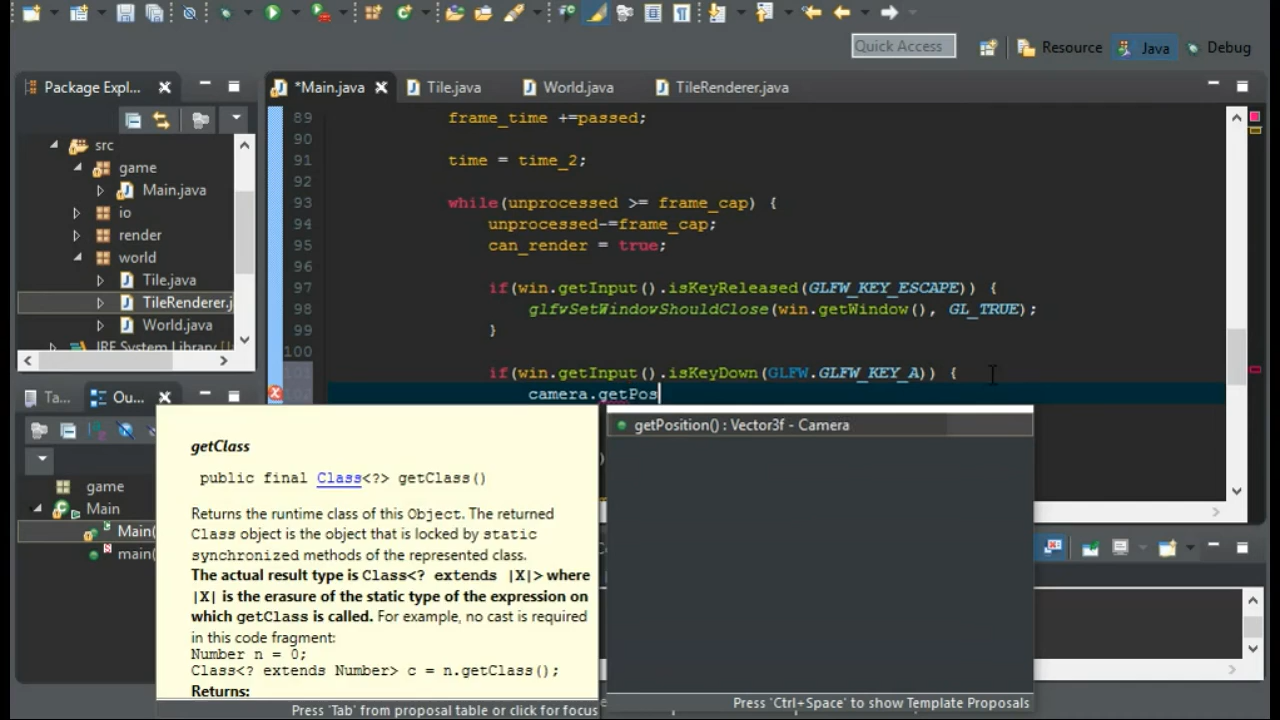 Quick Access
Resource
Java
Debug
Package Expl...
*Main.java
Tile.java
World.java
TileRenderer.java
src
game
Main.java
io
render
world
Tile.java
TileRenderer.j
World.java
JRE System Library
89 frame_time +=passed;
90
91 time = time_2;
92
93 while(unprocessed >= frame_cap) {
94 unprocessed-=frame_cap;
95 can_render = true;
96
97 if(win.getInput().isKeyReleased(GLFW_KEY_ESCAPE)) {
98 glfwSetWindowShouldClose(win.getWindow(), GL_TRUE);
99 }
100
101 if(win.getInput().isKeyDown(GLFW.GLFW_KEY_A)) {
camera.getPos
Ta...
Ou...
game
Main
Main(
main(
getClass
public final Class<?> getClass()
Returns the runtime class of this Object. The returned
Class object is the object that is locked by static
synchronized methods of the represented class.
The actual result type is Class<? extends |X|> where
|X| is the erasure of the static type of the expression on
which getClass is called. For example, no cast is required
in this code fragment:
Number n = 0;
Class<? extends Number> c = n.getClass();
Returns:
Press 'Tab' from proposal table or click for focus
getPosition() : Vector3f - Camera
Press 'Ctrl+Space' to show Template Proposals